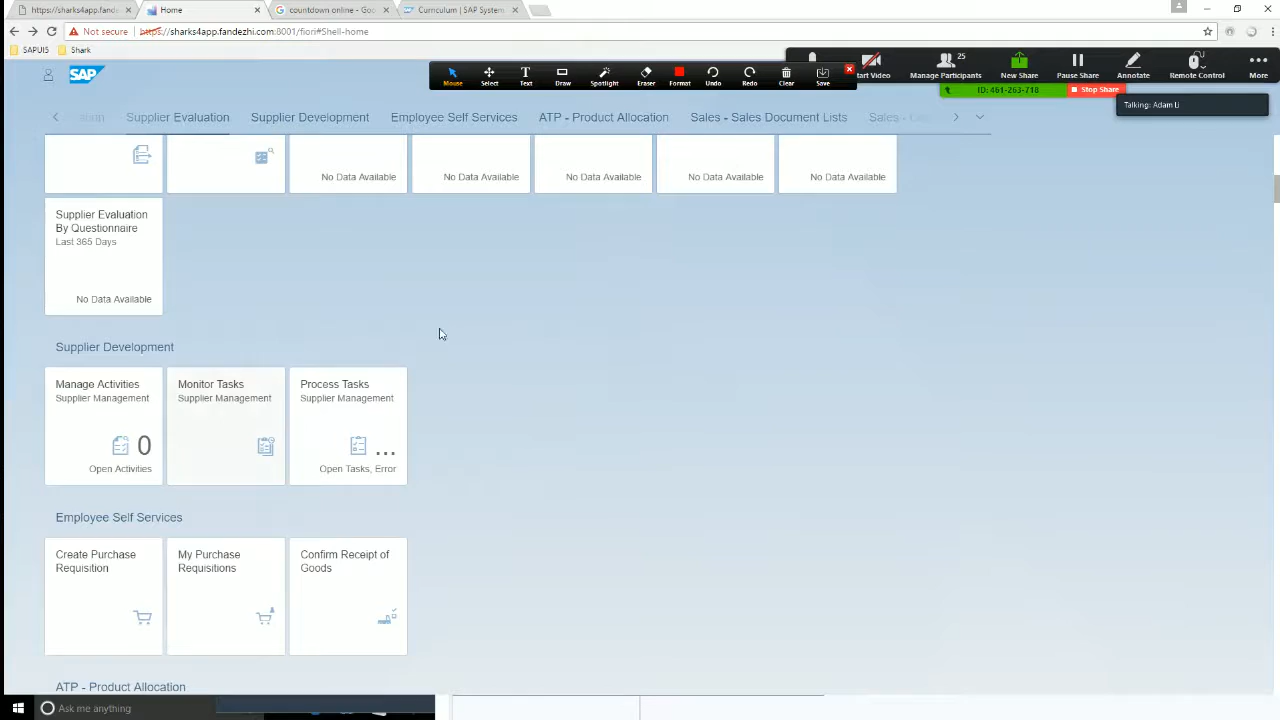 https://sharks4app.fandez
Home
countdown online - Goo
Curriculum | SAP System
Not secure
https://sharks4app.fandezhi.com:8001/fiori#Shell-home
SAPUIS
Shark
SAP
Mouse
Select
Text
Draw
Spotlight
Eraser
Format
Undo
Redo
Clear
Save
tart Video
Manage Participants
25
New Share
Pause Share
Annotate
Remote Control
More
ID: 461-263-718
Stop Share
Talking: Adam Li
Supplier Evaluation
Supplier Development
Employee Self Services
ATP - Product Allocation
Sales - Sales Document Lists
No Data Available
No Data Available
No Data Available
No Data Available
No Data Available
Supplier Evaluation
By Questionnaire
Last 365 Days
No Data Available
Supplier Development
Manage Activities
Supplier Management
0
Open Activities
Monitor Tasks
Supplier Management
Process Tasks
Supplier Management
...
Open Tasks, Error
Employee Self Services
Create Purchase
Requisition
My Purchase
Requisitions
Confirm Receipt of
Goods
ATP - Product Allocation
Ask me anything